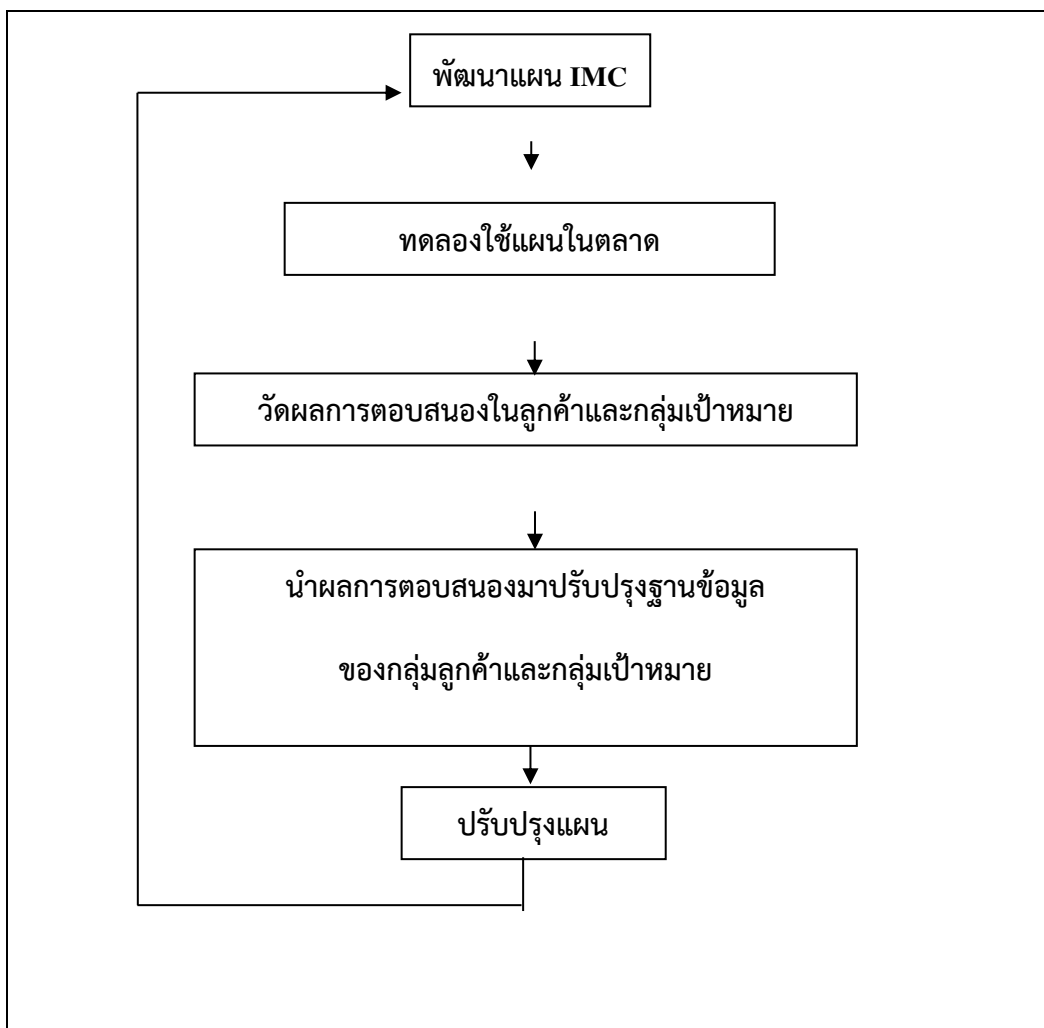 พัฒนาแผน IMC
ทดลองใช้แผนในตลาด
วัดผลการตอบสนองในลูกค้าและกลุ่มเป้าหมาย
นำผลการตอบสนองมาปรับปรุงฐานข้อมูล
ของกลุ่มลูกค้าและกลุ่มเป้าหมาย
ปรับปรุงแผน